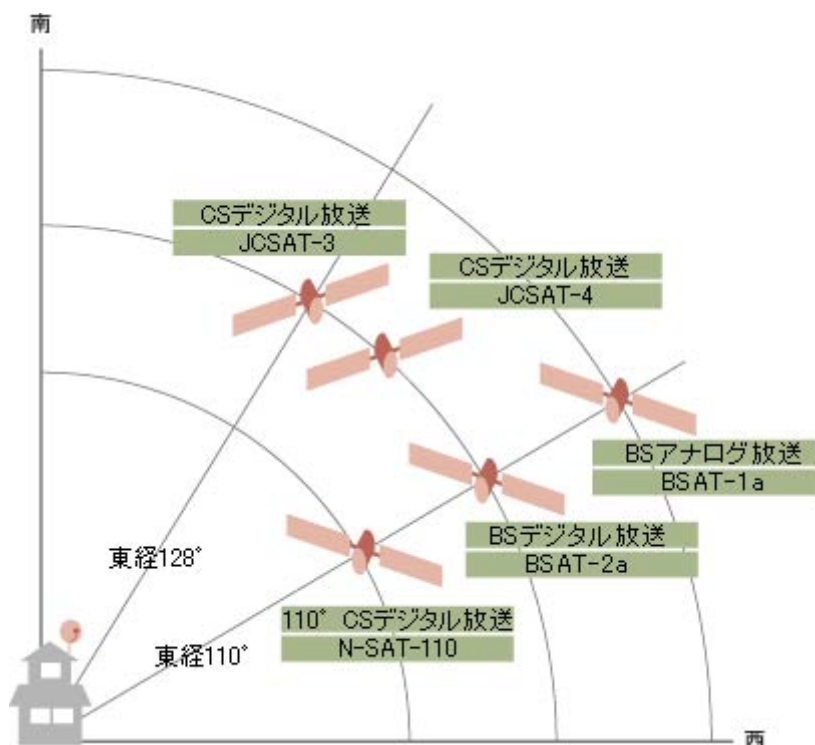 南
CSデジタル放送
JCSAT-3
CSデジタル放送
JCSAT-4
BSアナログ放送
BSAT-1a
BSデジタル放送
BSAT-2a
東経128°
110° CSデジタル放送
N-SAT-110
東経110°
西